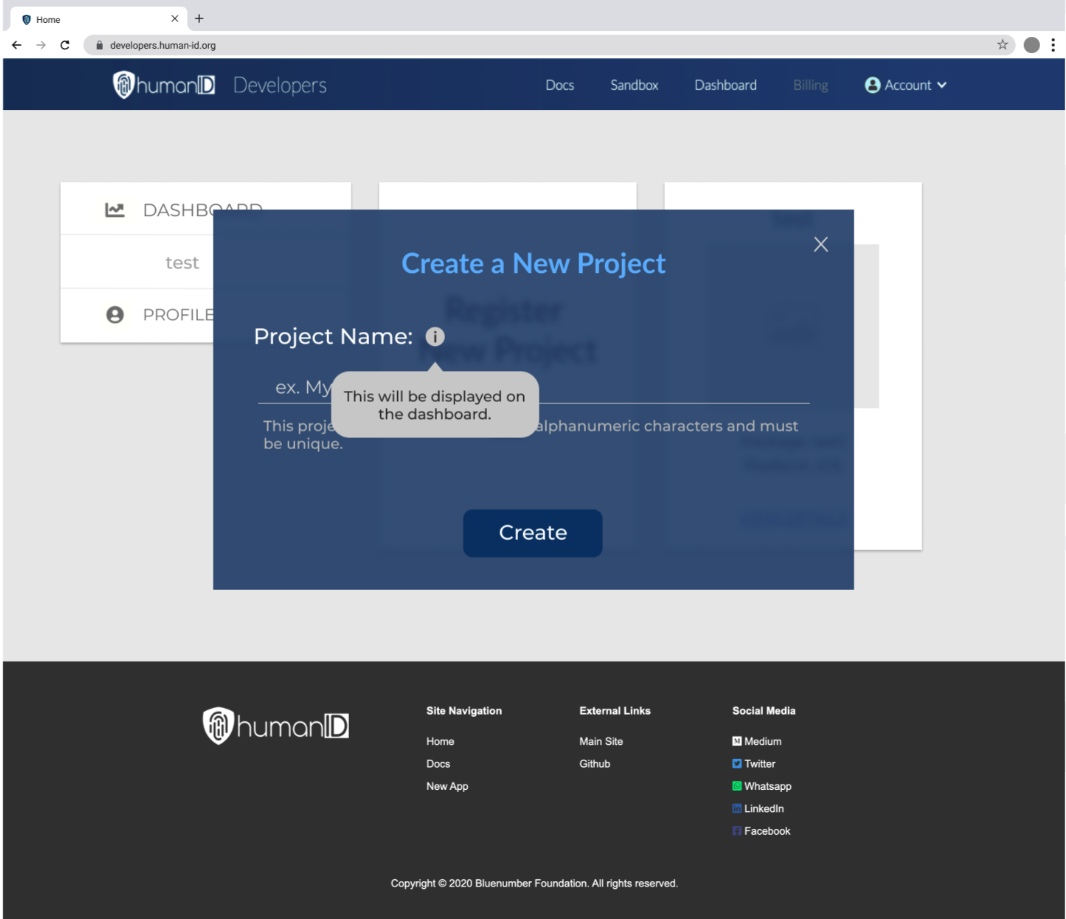 Home
developers.human-id.org
humanID Developers
Docs
Sandbox
Dashboard
Billing
Account
DASHBOARD
test
PROFILE
test
Create a New Project
Register
New Project
Project Name:
ex. My
This will be displayed on
the dashboard.
This alphanumeric characters and must
be unique.
Create
humanID
Site Navigation
Home
Docs
New App
External Links
Main Site
Github
Social Media
Medium
Twitter
Whatsapp
LinkedIn
Facebook
Copyright © 2020 Bluenumber Foundation. All rights reserved.